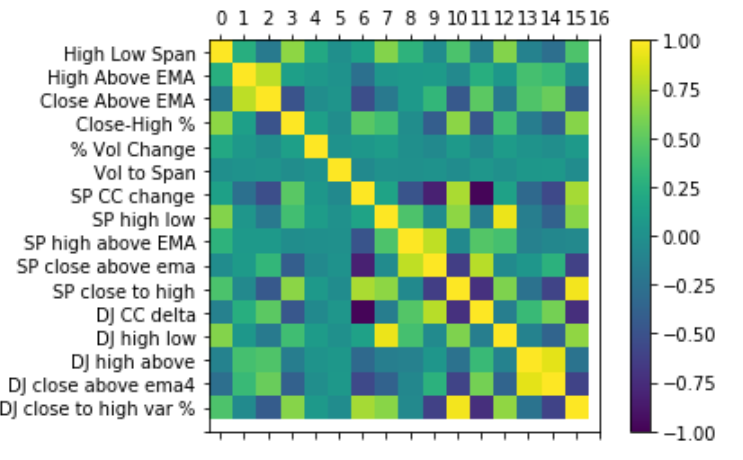 0 1 2 3 4 5 6 7 8 9 10 11 12 13 14 15 16
High Low Span
High Above EMA
Close Above EMA
Close-High %
% Vol Change
Vol to Span
SP CC change
SP high low
SP high above EMA
SP close above ema
SP close to high
DJ CC delta
DJ high low
DJ high above
DJ close above ema4
DJ close to high var %
1.00
0.75
0.50
0.25
0.00
−0.25
−0.50
−0.75
−1.00